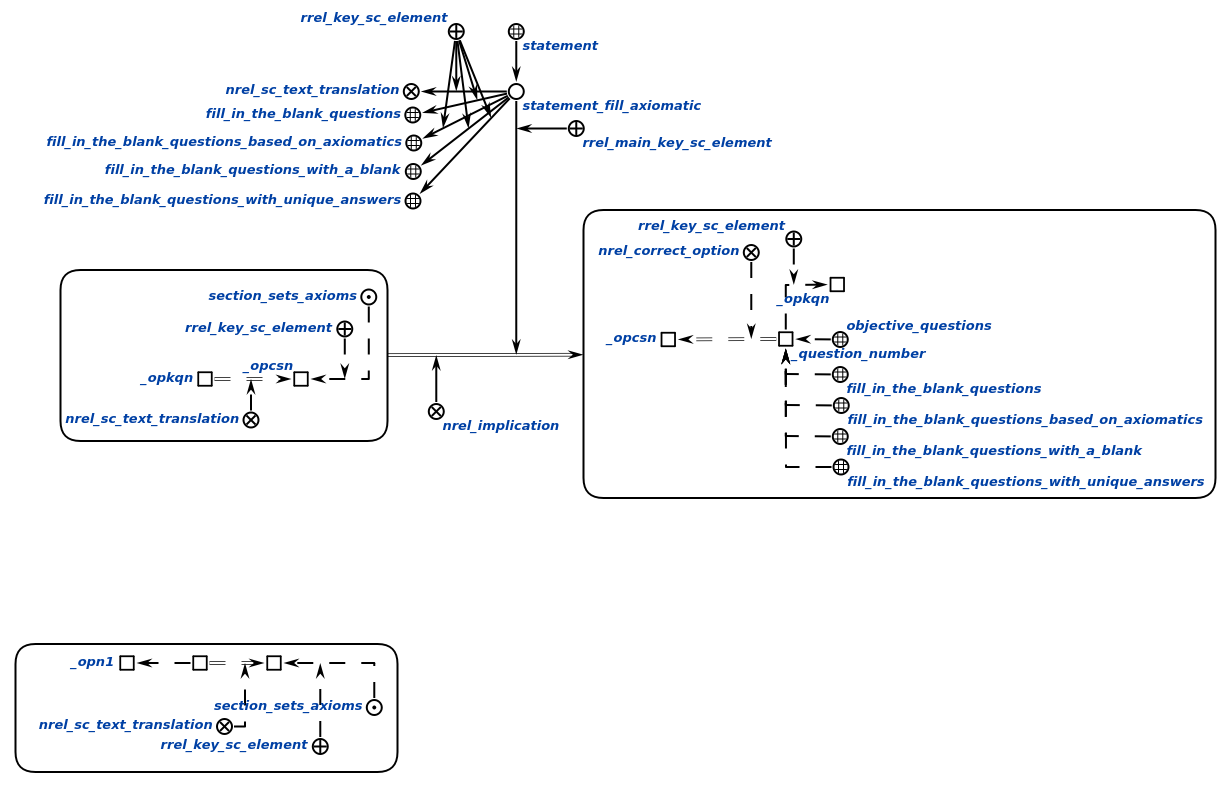 rrel_key_sc_element
statement
nrel_sc_text_translation
statement_fill_axiomatic
fill_in_the_blank_questions
rrel_main_key_sc_element
fill_in_the_blank_questions_based_on_axiomatics
fill_in_the_blank_questions_with_a_blank
fill_in_the_blank_questions_with_unique_answers
section_sets_axioms
rrel_key_sc_element
_opcsn
_opkqn
nrel_sc_text_translation
nrel_implication
rrel_key_sc_element
nrel_correct_option
_opkqn
objective_questions
_opcsn
_question_number
fill_in_the_blank_questions
fill_in_the_blank_questions_based_on_axiomatics
fill_in_the_blank_questions_with_a_blank
fill_in_the_blank_questions_with_unique_answers
_opn1
section_sets_axioms
nrel_sc_text_translation
rrel_key_sc_element